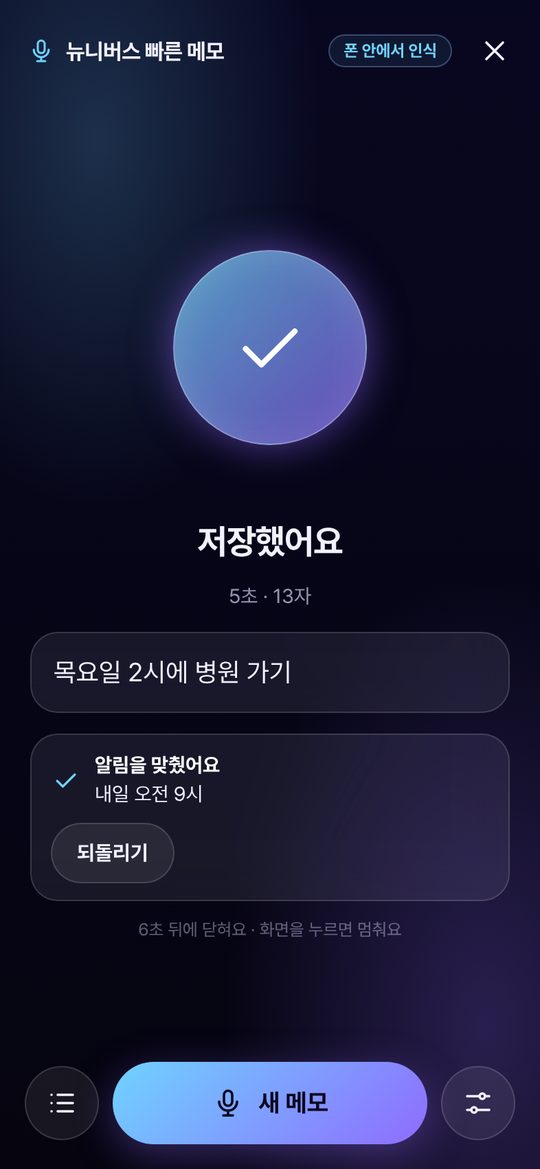 뉴니버스 빠른 메모
폰 안에서 인식
저장했어요
5초 · 13자
목요일 2시에 병원 가기
알림을 맞췄어요
내일 오전 9시
되돌리기
6초 뒤에 닫혀요 · 화면을 누르면 멈춰요
새 메모